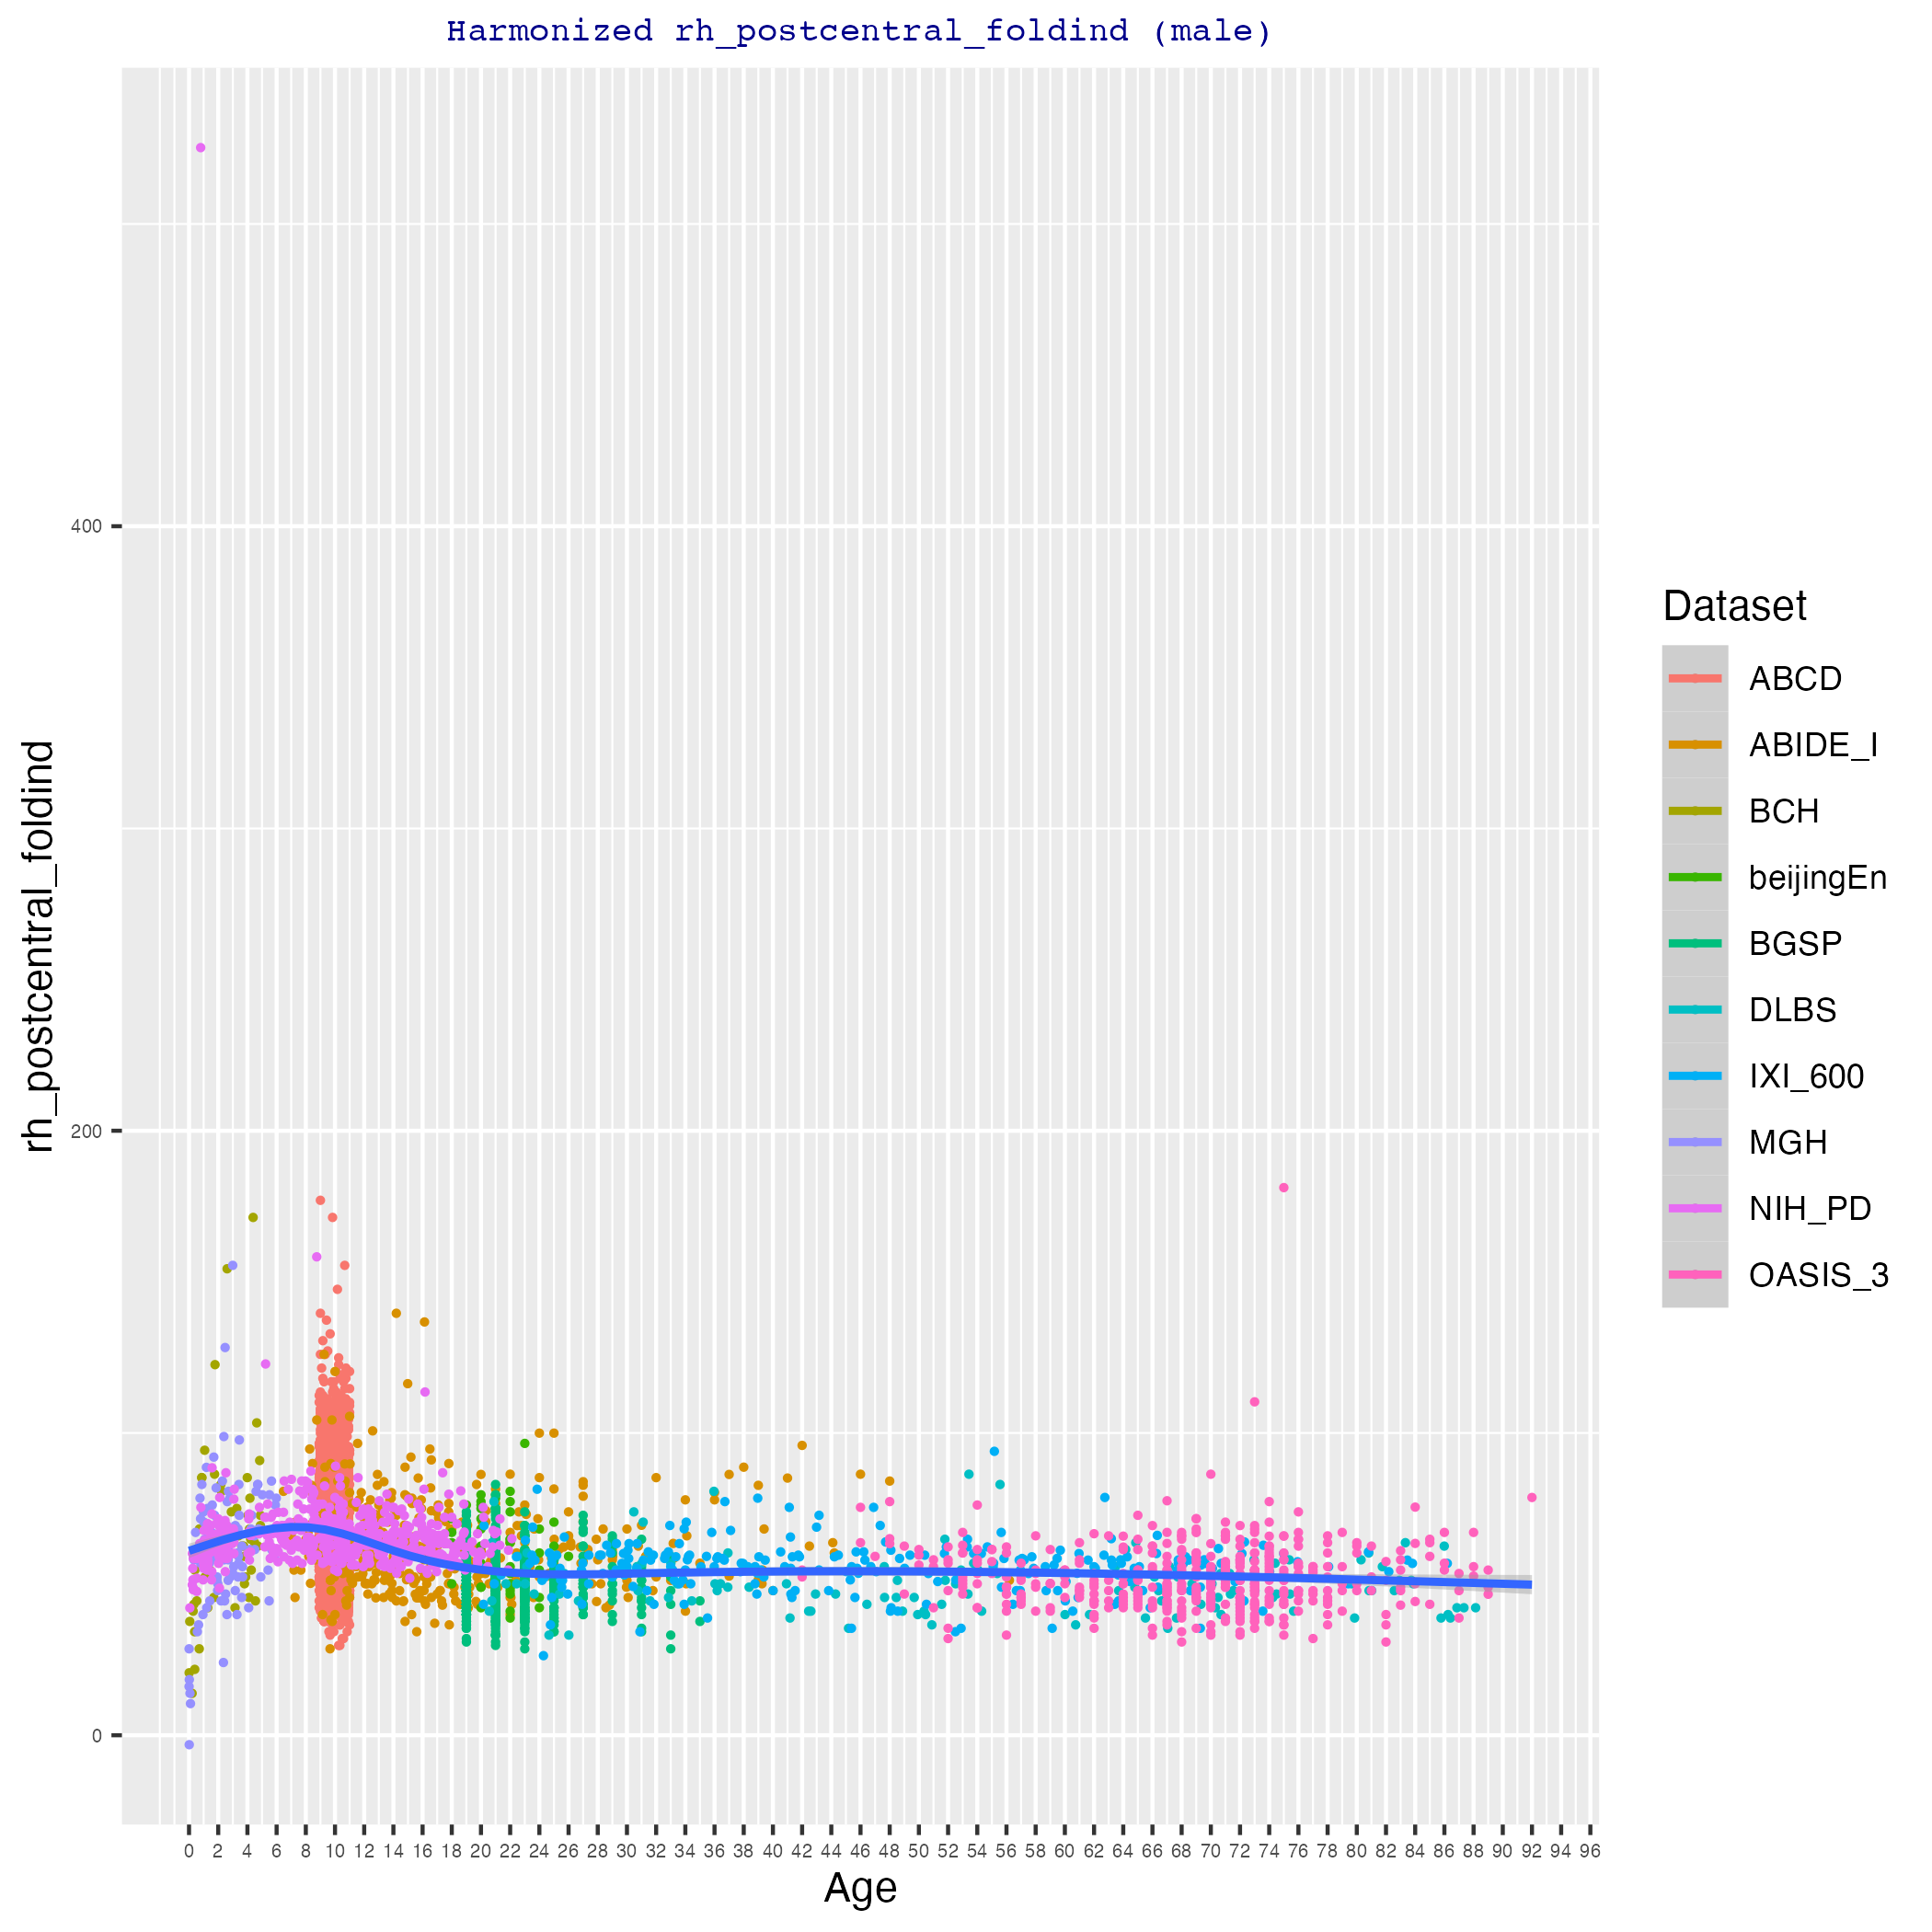 Harmonized rh_postcentral_foldind (male)
rh_postcentral_foldind
400
200
0
0 2 4 6 8 10 12 14 16 18 20 22 24 26 28 30 32 34 36 38 40 42 44 46 48 50 52 54 56 58 60 62 64 66 68 70 72 74 76 78 80 82 84 86 88 90 92 94 96
Age
Dataset
ABCD
ABIDE_I
BCH
beijingEn
BGSP
DLBS
IXI_600
MGH
NIH_PD
OASIS_3